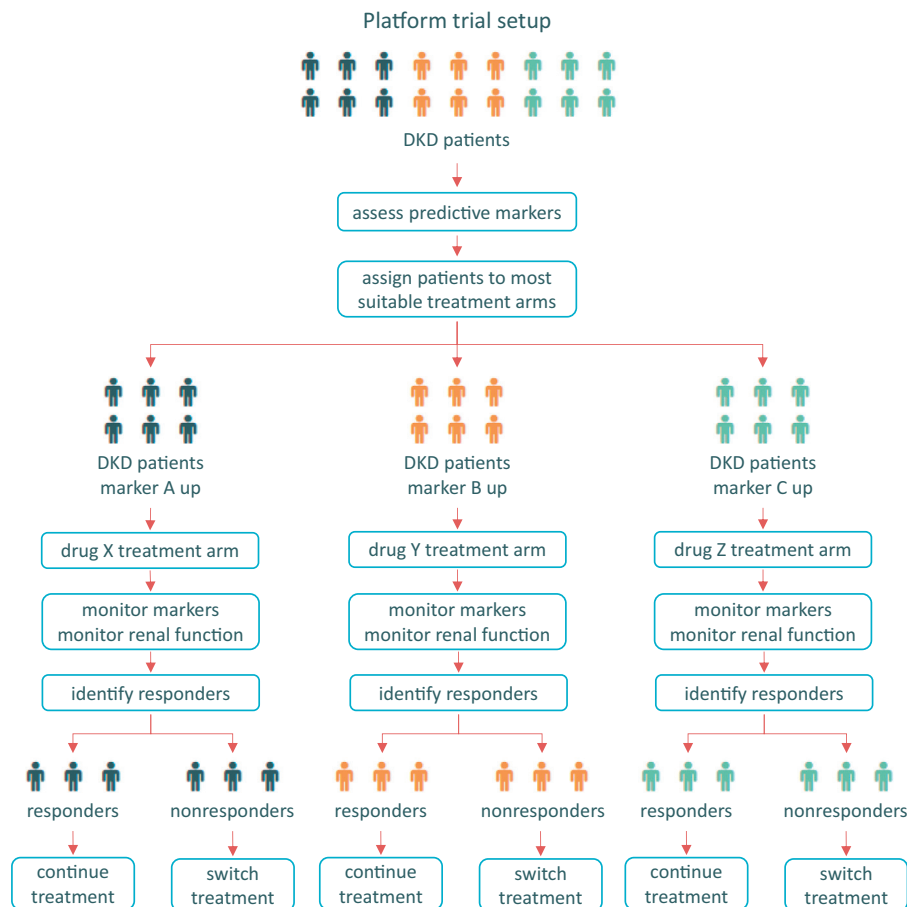 Platform trial setup
DKD patients
assess predictive markers
assign patients to most
suitable treatment arms
DKD patients
marker A up
DKD patients
marker B up
DKD patients
marker C up
drug X treatment arm
drug Y treatment arm
drug Z treatment arm
monitor markers
monitor renal function
monitor markers
monitor renal function
monitor markers
monitor renal function
identify responders
identify responders
identify responders
responders
nonresponders
responders
nonresponders
responders
nonresponders
continue
treatment
switch
treatment
continue
treatment
switch
treatment
continue
treatment
switch
treatment